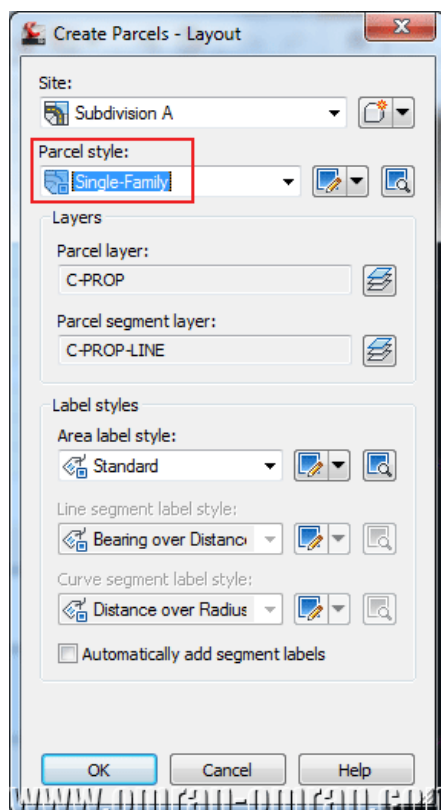 Create Parcels - Layout
Site:
Subdivision A
Parcel style:
Single-Family
Layers
Parcel layer:
C-PROP
Parcel segment layer:
C-PROP-LINE
Label styles
Area label style:
Standard
Line segment label style:
Bearing over Distanc
Curve segment label style:
Distance over Radius
Automatically add segment labels
OK Cancel Help